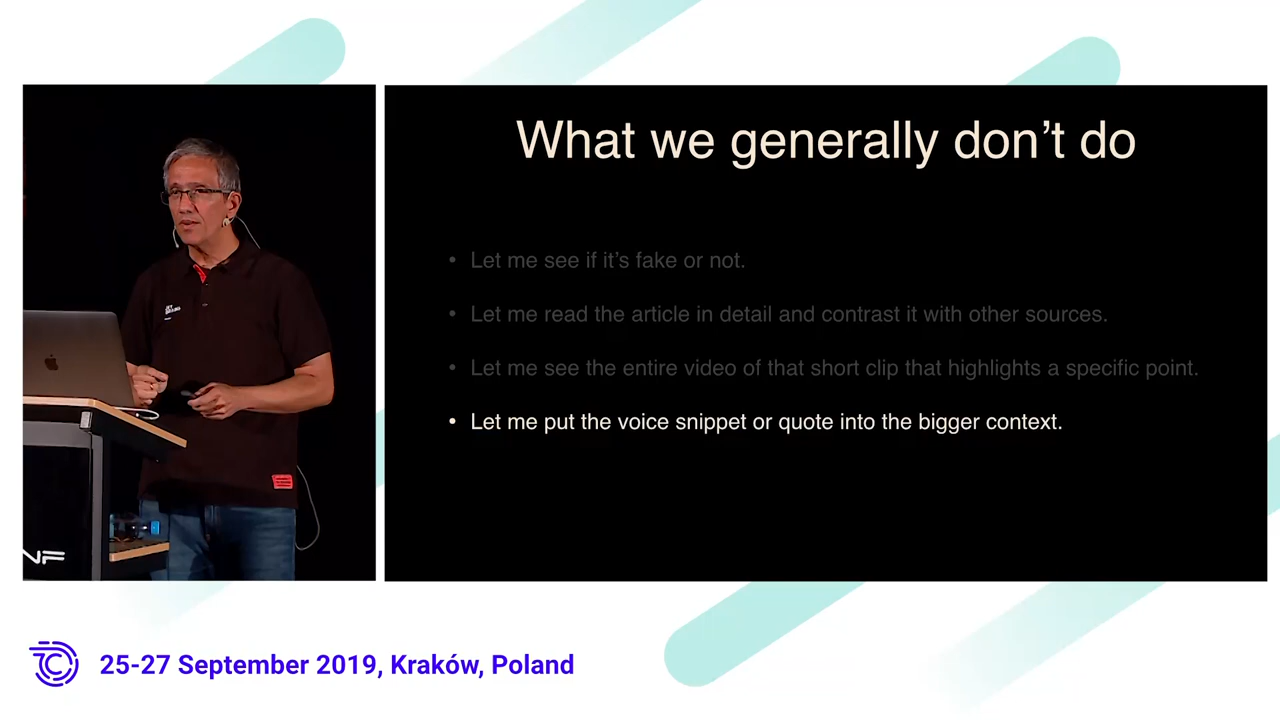 What we generally don’t do
• Let me see if it’s fake or not.
• Let me read the article in detail and contrast it with other sources.
• Let me see the entire video of that short clip that highlights a specific point.
• Let me put the voice snippet or quote into the bigger context.
JET
BRAINS
NF
25-27 September 2019, Kraków, Poland